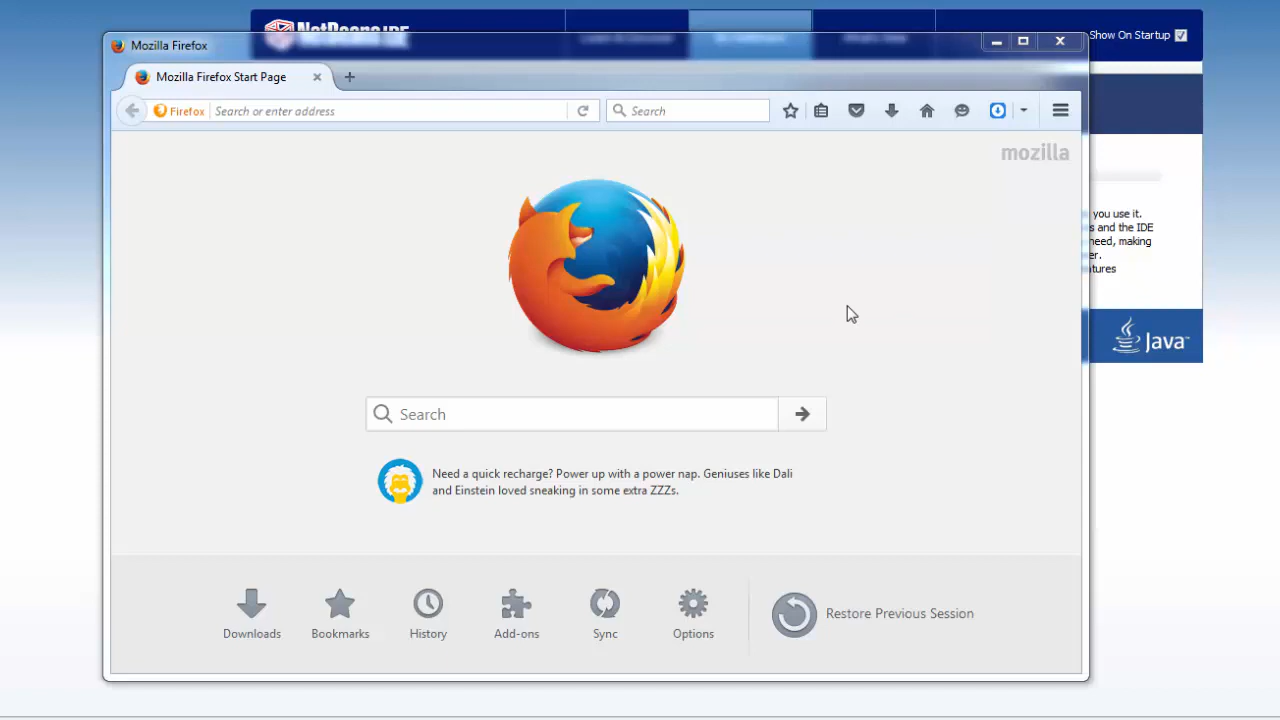 NetBeans IDE
Show On Startup
Mozilla Firefox
Mozilla Firefox Start Page
Firefox
Search or enter address
Search
mozilla
you use it.
s and the IDE
need, making
er.
atures
Java
Search
Need a quick recharge? Power up with a power nap. Geniuses like Dali
and Einstein loved sneaking in some extra ZZZs.
Downloads
Bookmarks
History
Add-ons
Sync
Options
Restore Previous Session